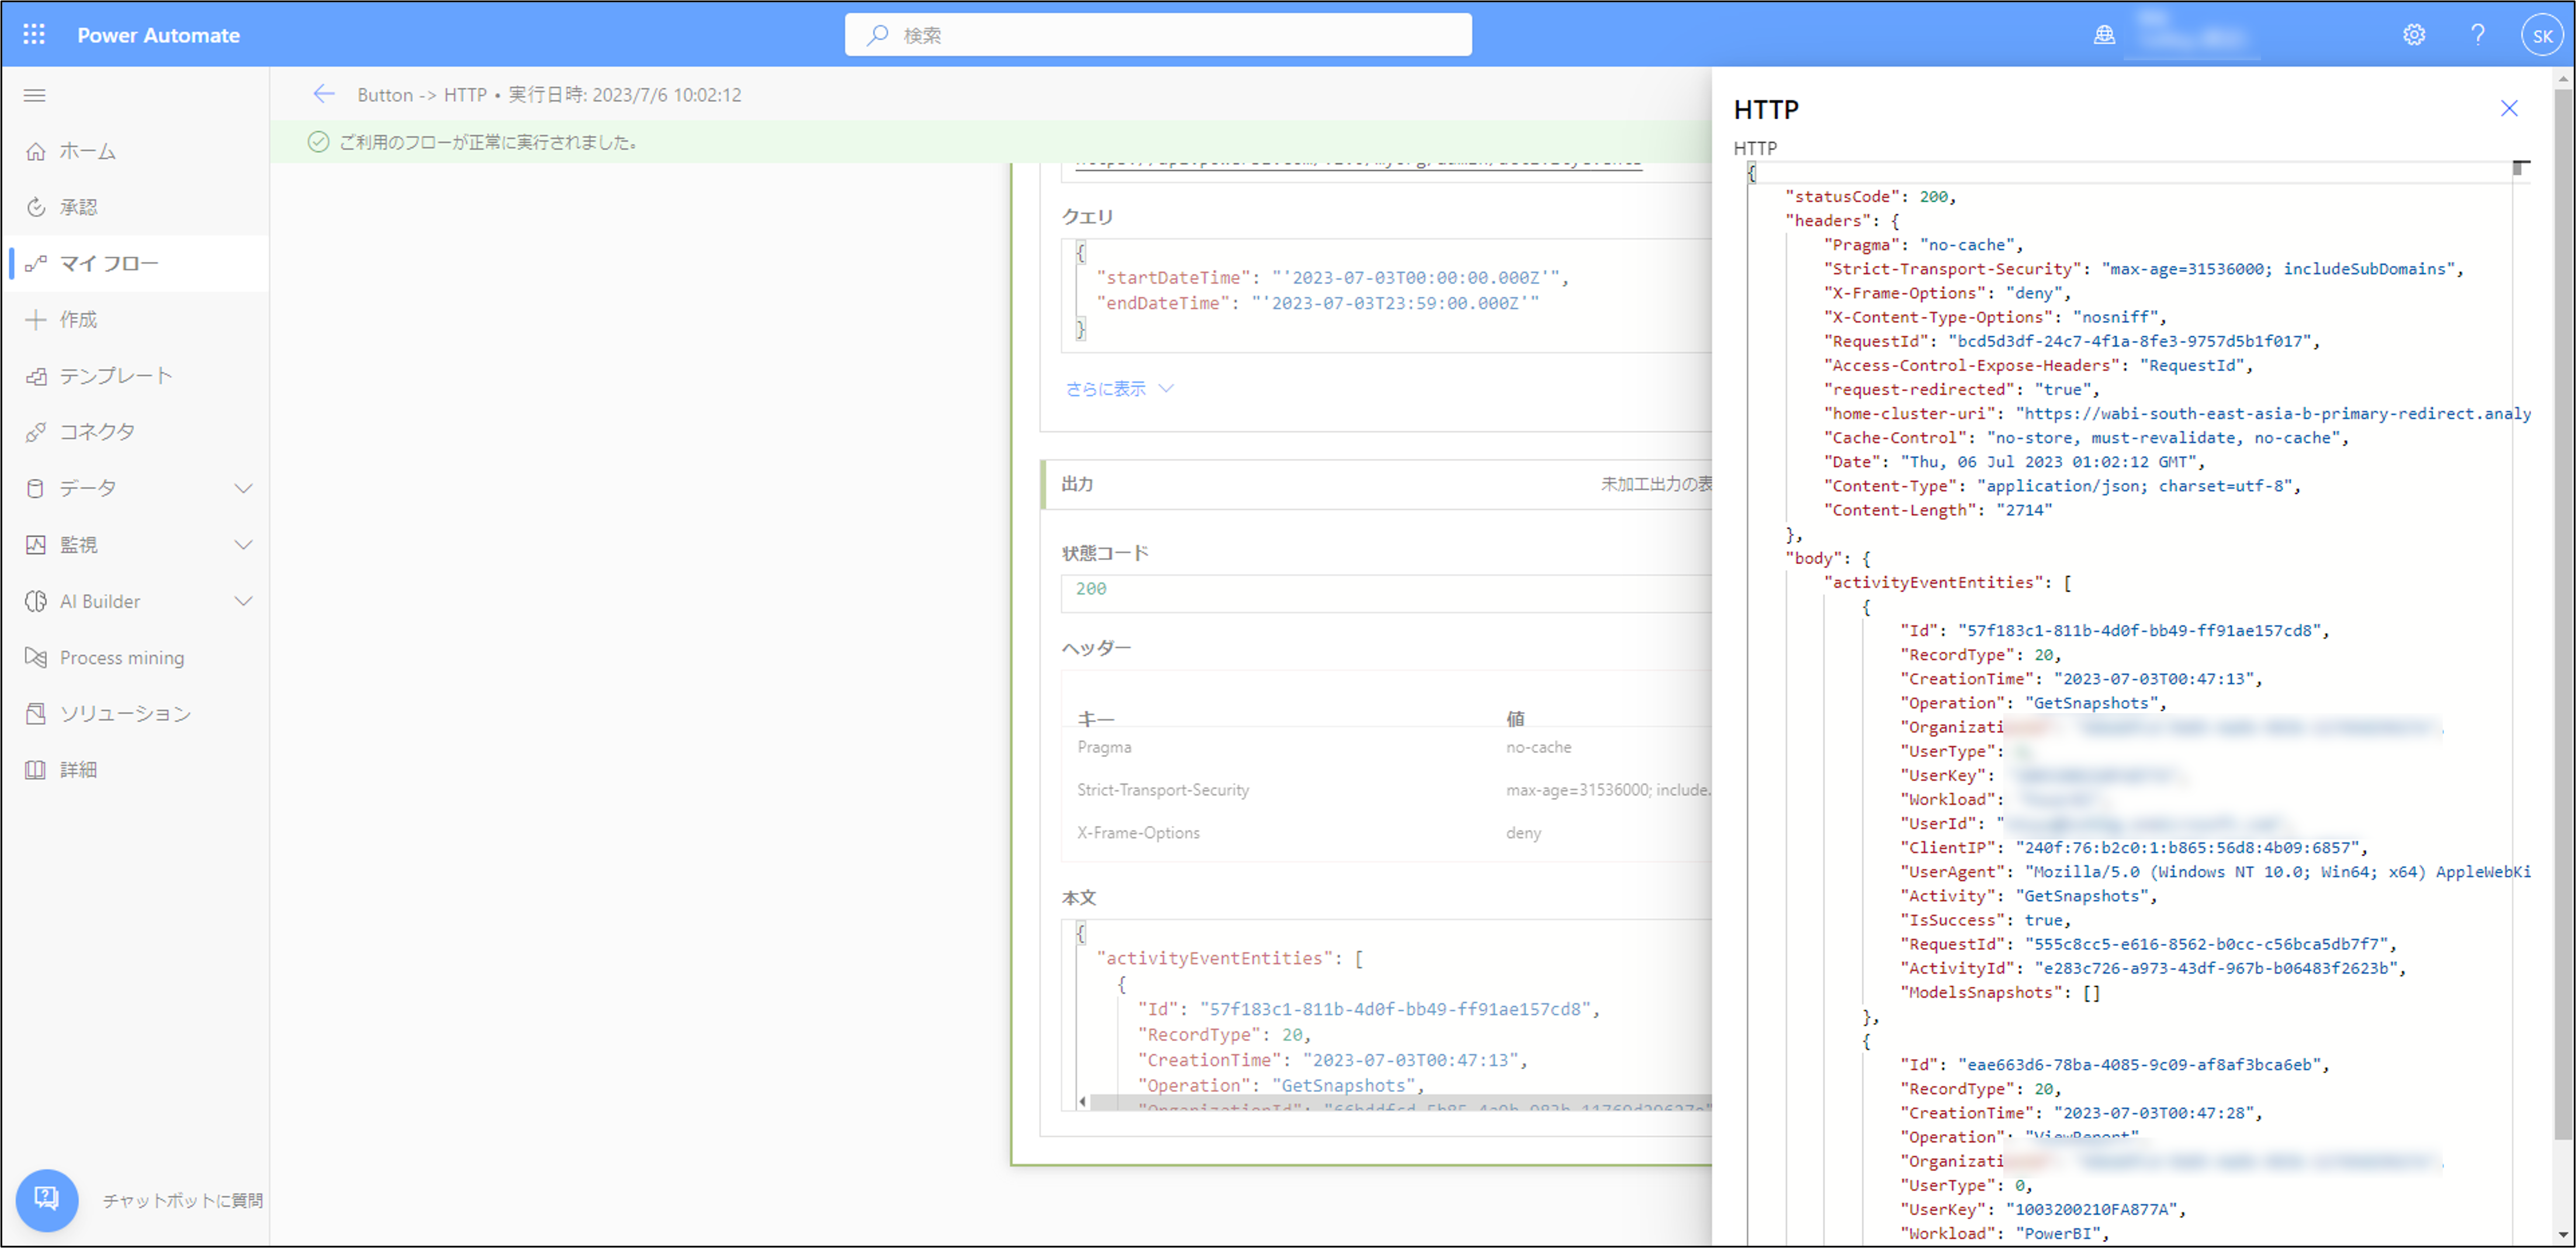 Power Automate
検索
SK
ホーム
承認
マイ フロー
作成
テンプレート
コネクタ
データ
監視
AI Builder
Process mining
ソリューション
詳細
チャットボットに質問
Button -> HTTP • 実行日時: 2023/7/6 10:02:12
ご利用のフローが正常に実行されました。
クエリ
{
"startDateTime": "'2023-07-03T00:00:00.000Z'",
"endDateTime": "'2023-07-03T23:59:00.000Z'"
}
さらに表示
出力
未加工出力の表
状態コード
200
ヘッダー
キー 値
Pragma no-cache
Strict-Transport-Security max-age=31536000; include.
X-Frame-Options deny
本文
{
"activityEventEntities": [
{
"Id": "57f183c1-811b-4d0f-bb49-ff91ae157cd8",
"RecordType": 20,
"CreationTime": "2023-07-03T00:47:13",
"Operation": "GetSnapshots",
HTTP
HTTP
{
"statusCode": 200,
"headers": {
"Pragma": "no-cache",
"Strict-Transport-Security": "max-age=31536000; includeSubDomains",
"X-Frame-Options": "deny",
"X-Content-Type-Options": "nosniff",
"RequestId": "bcd5d3df-24c7-4f1a-8fe3-9757d5b1f017",
"Access-Control-Expose-Headers": "RequestId",
"request-redirected": "true",
"home-cluster-uri": "https://wabi-south-east-asia-b-primary-redirect.analy
"Cache-Control": "no-store, must-revalidate, no-cache",
"Date": "Thu, 06 Jul 2023 01:02:12 GMT",
"Content-Type": "application/json; charset=utf-8",
"Content-Length": "2714"
},
"body": {
"activityEventEntities": [
{
"Id": "57f183c1-811b-4d0f-bb49-ff91ae157cd8",
"RecordType": 20,
"CreationTime": "2023-07-03T00:47:13",
"Operation": "GetSnapshots",
"Organizati
"UserType":
"UserKey":
"Workload":
"UserId": "
"ClientIP": "240f:76:b2c0:1:b865:56d8:4b09:6857",
"UserAgent": "Mozilla/5.0 (Windows NT 10.0; Win64; x64) AppleWebKi
"Activity": "GetSnapshots",
"IsSuccess": true,
"RequestId": "555c8cc5-e616-8562-b0cc-c56bca5db7f7",
"ActivityId": "e283c726-a973-43df-967b-b06483f2623b",
"ModelsSnapshots": []
},
{
"Id": "eae663d6-78ba-4085-9c09-af8af3bca6eb",
"RecordType": 20,
"CreationTime": "2023-07-03T00:47:28",
"Operation": "ViewReport"
"Organizati
"UserType": 0,
"UserKey": "1003200210FA877A",
"Workload": "PowerBI",